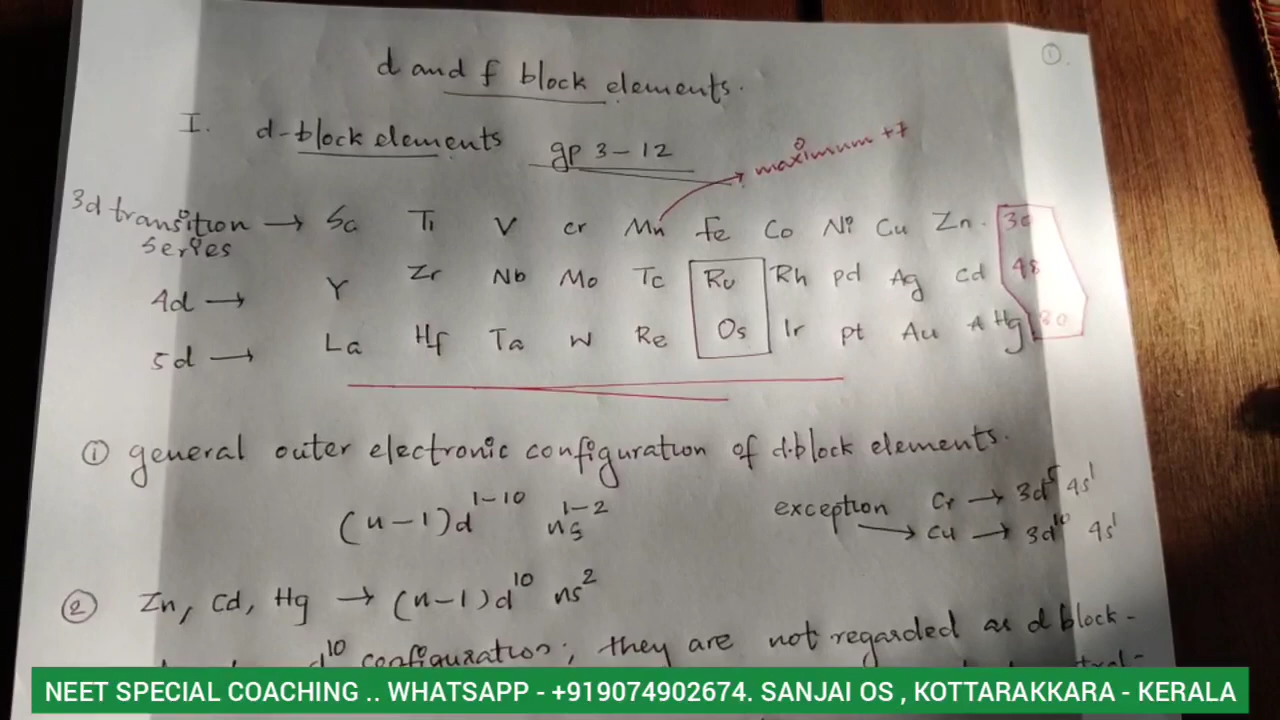 ①
d and f block elements.
I. d-block elements gp 3-12
maximum +7
3d transition series → Sc Ti V Cr Mn Fe Co Ni Cu Zn. 30
4d → Y Zr Nb Mo Tc Ru Rh pd Ag Cd 48
5d → La Hf Ta W Re Os Ir pt Au Hg 80
① general outer electronic configuration of d-block elements.
(n-1)d¹⁻¹⁰ ns¹⁻²
exception Cr → 3d⁵ 4s¹
→ Cu → 3d¹⁰ 4s¹
② Zn, Cd, Hg → (n-1)d¹⁰ ns²
d¹⁰ configuration; they are not regarded as d block-
NEET SPECIAL COACHING .. WHATSAPP - +919074902674. SANJAI OS , KOTTARAKKARA - KERALA